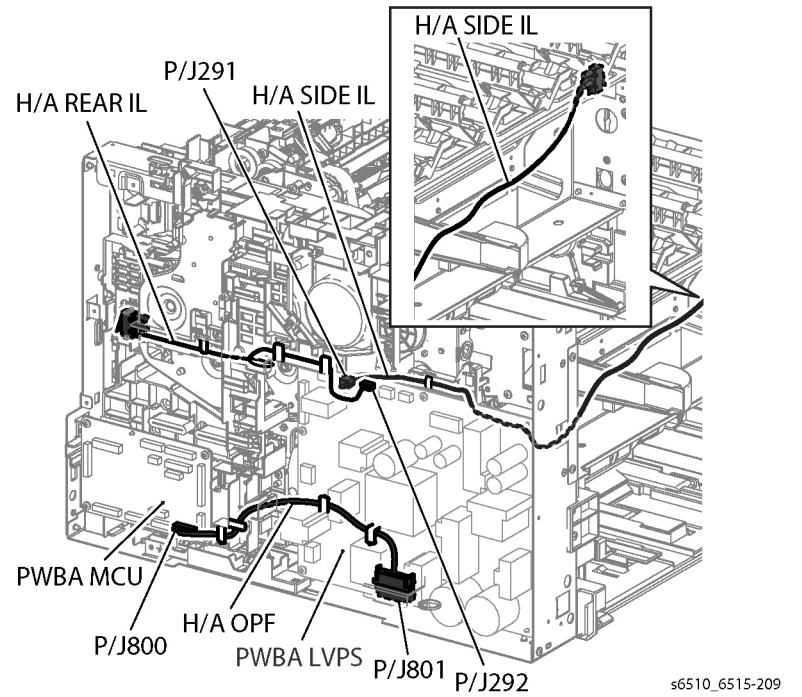 H/A SIDE IL
P/J291
H/A SIDE IL
H/A REAR IL
PWBA MCU
H/A OPF
P/J800
PWBA LVPS
P/J801
P/J292
s6510_6515-209